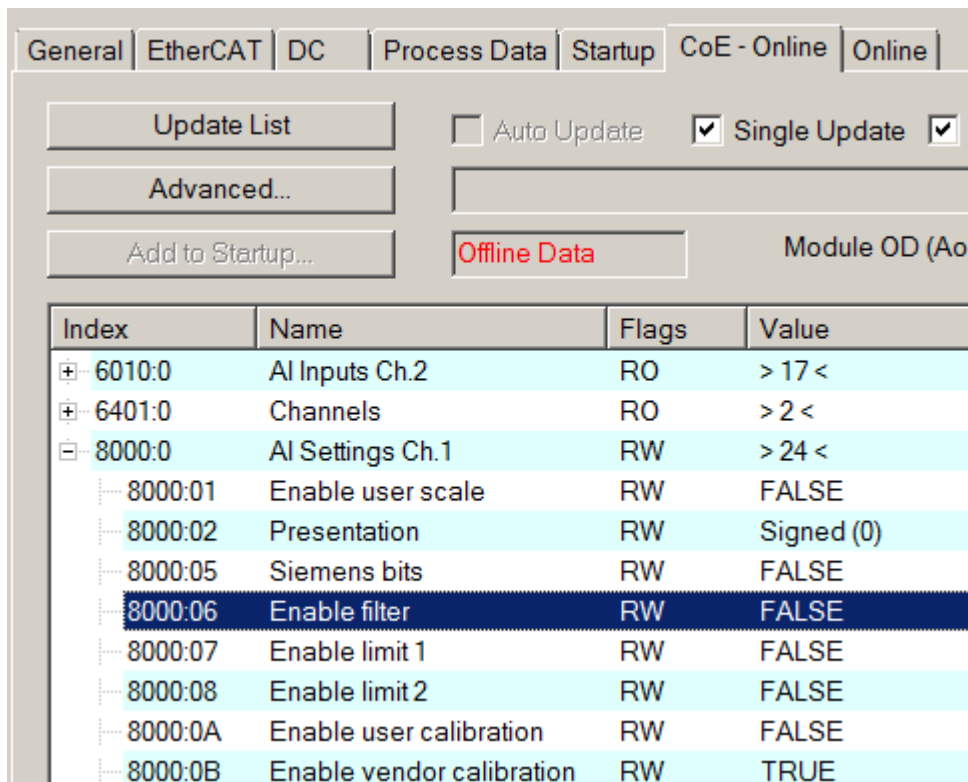 General EtherCAT DC Process Data Startup CoE - Online Online
Update List Auto Update Single Update
Advanced...
Add to Startup... Offline Data Module OD (Ao
Index Name Flags Value
6010:0 AI Inputs Ch.2 RO > 17 <
6401:0 Channels RO > 2 <
8000:0 AI Settings Ch.1 RW > 24 <
8000:01 Enable user scale RW FALSE
8000:02 Presentation RW Signed (0)
8000:05 Siemens bits RW FALSE
8000:06 Enable filter RW FALSE
8000:07 Enable limit 1 RW FALSE
8000:08 Enable limit 2 RW FALSE
8000:0A Enable user calibration RW FALSE
8000:0B Enable vendor calibration RW TRUE